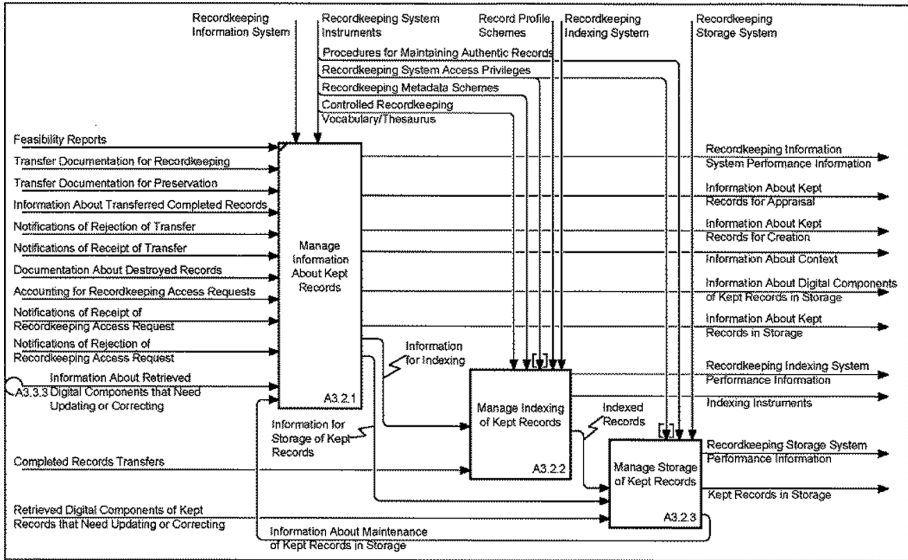 Recordkeeping
Information System
Recordkeeping System
Instruments
Record Profile
Schemes
Recordkeeping
Indexing System
Recordkeeping
Storage System
Procedures for Maintaining Authentic Records
Recordkeeping System Access Privileges
Recordkeeping Metadata Schemes
Controlled Recordkeeping
Vocabulary/Thesaurus
Feasibility Reports
Transfer Documentation for Recordkeeping
Transfer Documentation for Preservation
Information About Transferred Completed Records
Notifications of Rejection of Transfer
Notifications of Receipt of Transfer
Documentation About Destroyed Records
Accounting for Recordkeeping Access Requests
Notifications of Receipt of
Recordkeeping Access Request
Notifications of Rejection of
Recordkeeping Access Request
Information About Retrieved
A3.3.3 Digital Components that Need
Updating or Correcting
Completed Records Transfers
Retrieved Digital Components of Kept
Records that Need Updating or Correcting
Manage
Information
About Kept
Records
A3.2.1
Information
for Indexing
Information for
Storage of Kept
Records
Manage Indexing
of Kept Records
A3.2.2
Indexed
Records
Manage Storage
of Kept Records
A3.2.3
Information About Maintenance
of Kept Records in Storage
Recordkeeping Information
System Performance Information
Information About Kept
Records for Appraisal
Information About Kept
Records for Creation
Information About Context
Information About Digital Components
of Kept Records in Storage
Information About Kept
Records in Storage
Recordkeeping Indexing System
Performance Information
Indexing Instruments
Recordkeeping Storage System
Performance Information
Kept Records in Storage